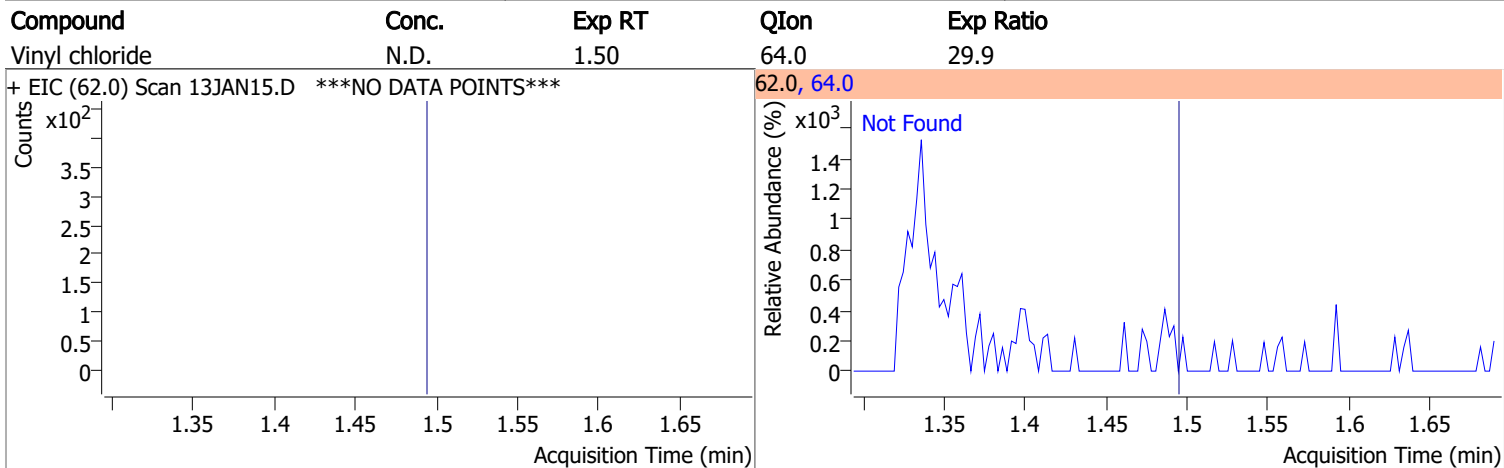 Compound Conc. Exp RT QIon Exp Ratio
Vinyl chloride N.D. 1.50 64.0 29.9
+ EIC (62.0) Scan 13JAN15.D ***NO DATA POINTS***
62.0, 64.0
Counts
x10²
3.5
3
2.5
2
1.5
1
0.5
0
1.35 1.4 1.45 1.5 1.55 1.6 1.65
Acquisition Time (min)
Relative Abundance (%)
x10³
Not Found
1.4
1.2
1
0.8
0.6
0.4
0.2
0
1.35 1.4 1.45 1.5 1.55 1.6 1.65
Acquisition Time (min)